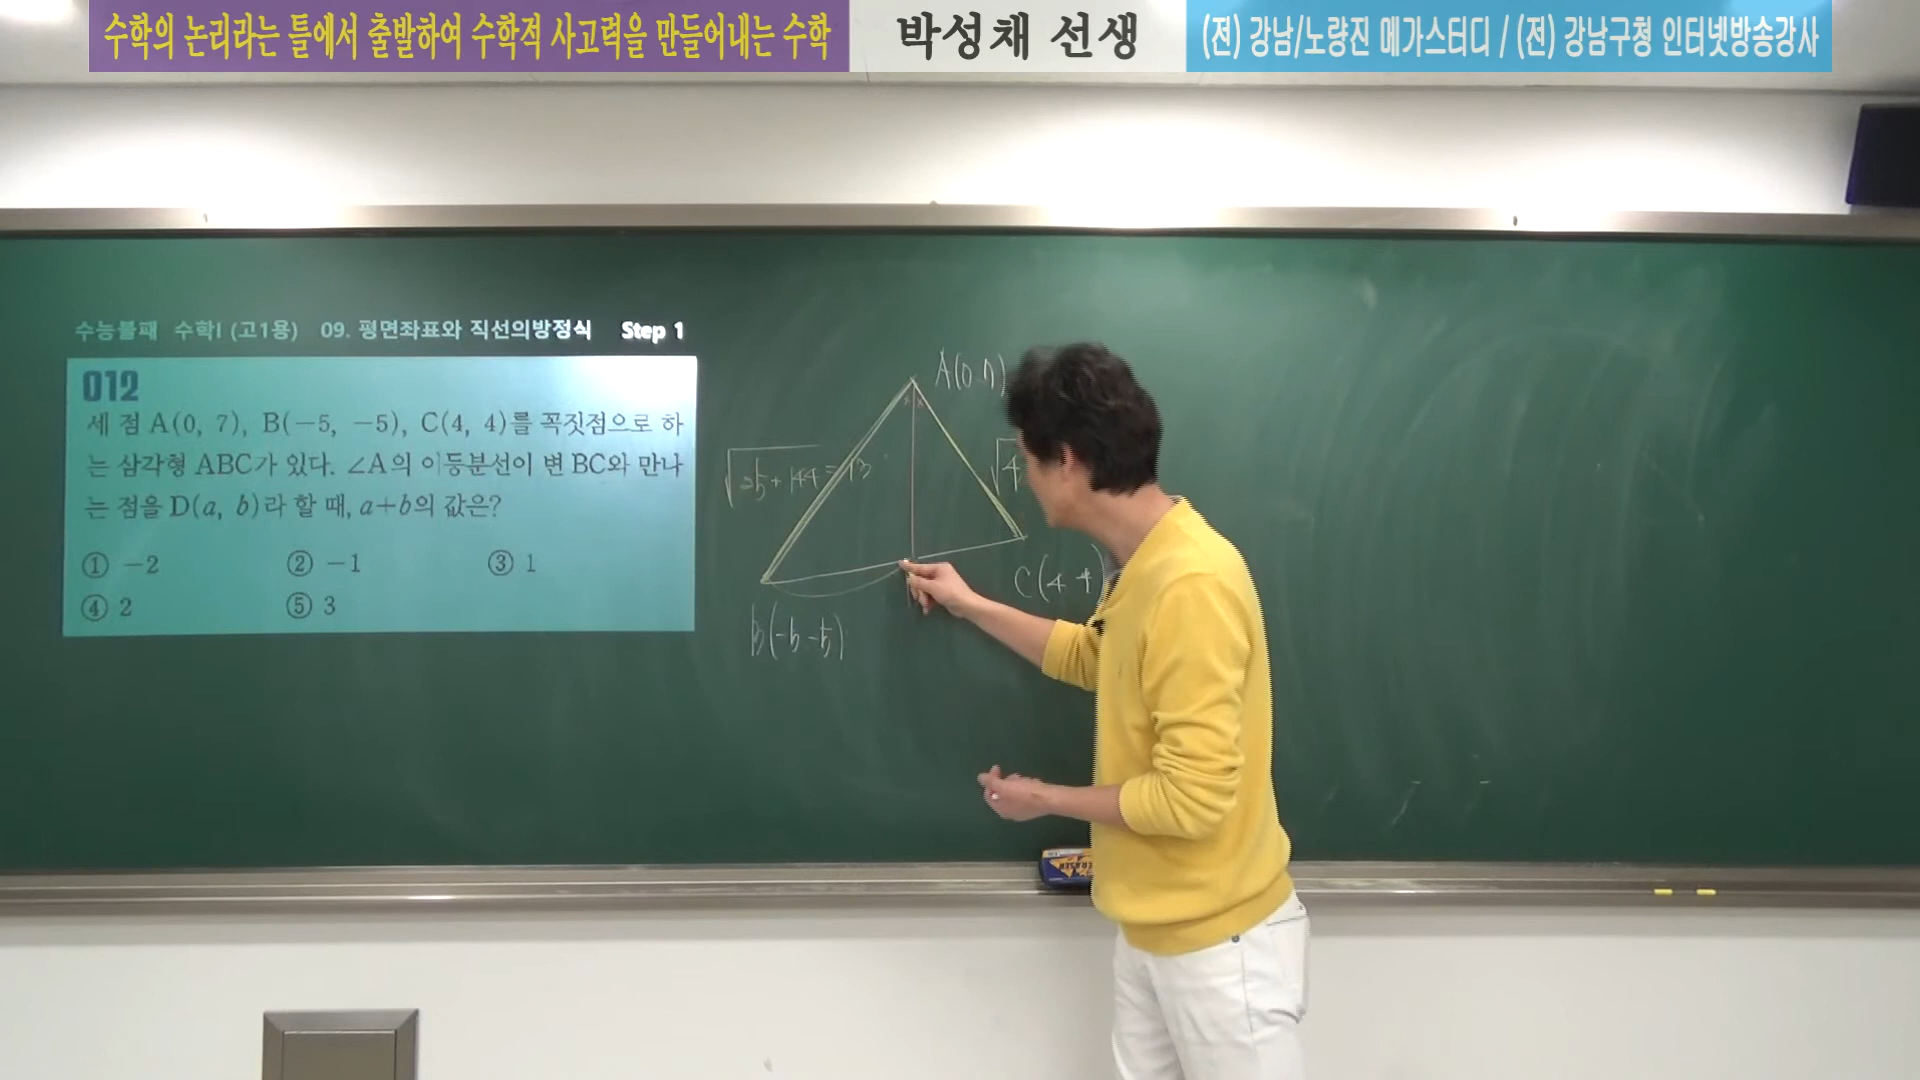 수학의 논리라는 틀에서 출발하여 수학적 사고력을 만들어내는 수학
박성채 선생
(전) 강남/노량진 메가스터디 / (전) 강남구청 인터넷방송강사
수능불패 수학I (고1용) 09. 평면좌표와 직선의방정식 Step 1
012
세 점 A(0, 7), B(-5, -5), C(4, 4)를 꼭짓점으로 하
는 삼각형 ABC가 있다. ∠A의 이등분선이 변 BC와 만나
는 점을 D(a, b)라 할 때, a+b의 값은?
① -2 ② -1 ③ 1
④ 2 ⑤ 3
A(0 7)
√25+144=13
√4
C(4 4)
B(-5 -5)